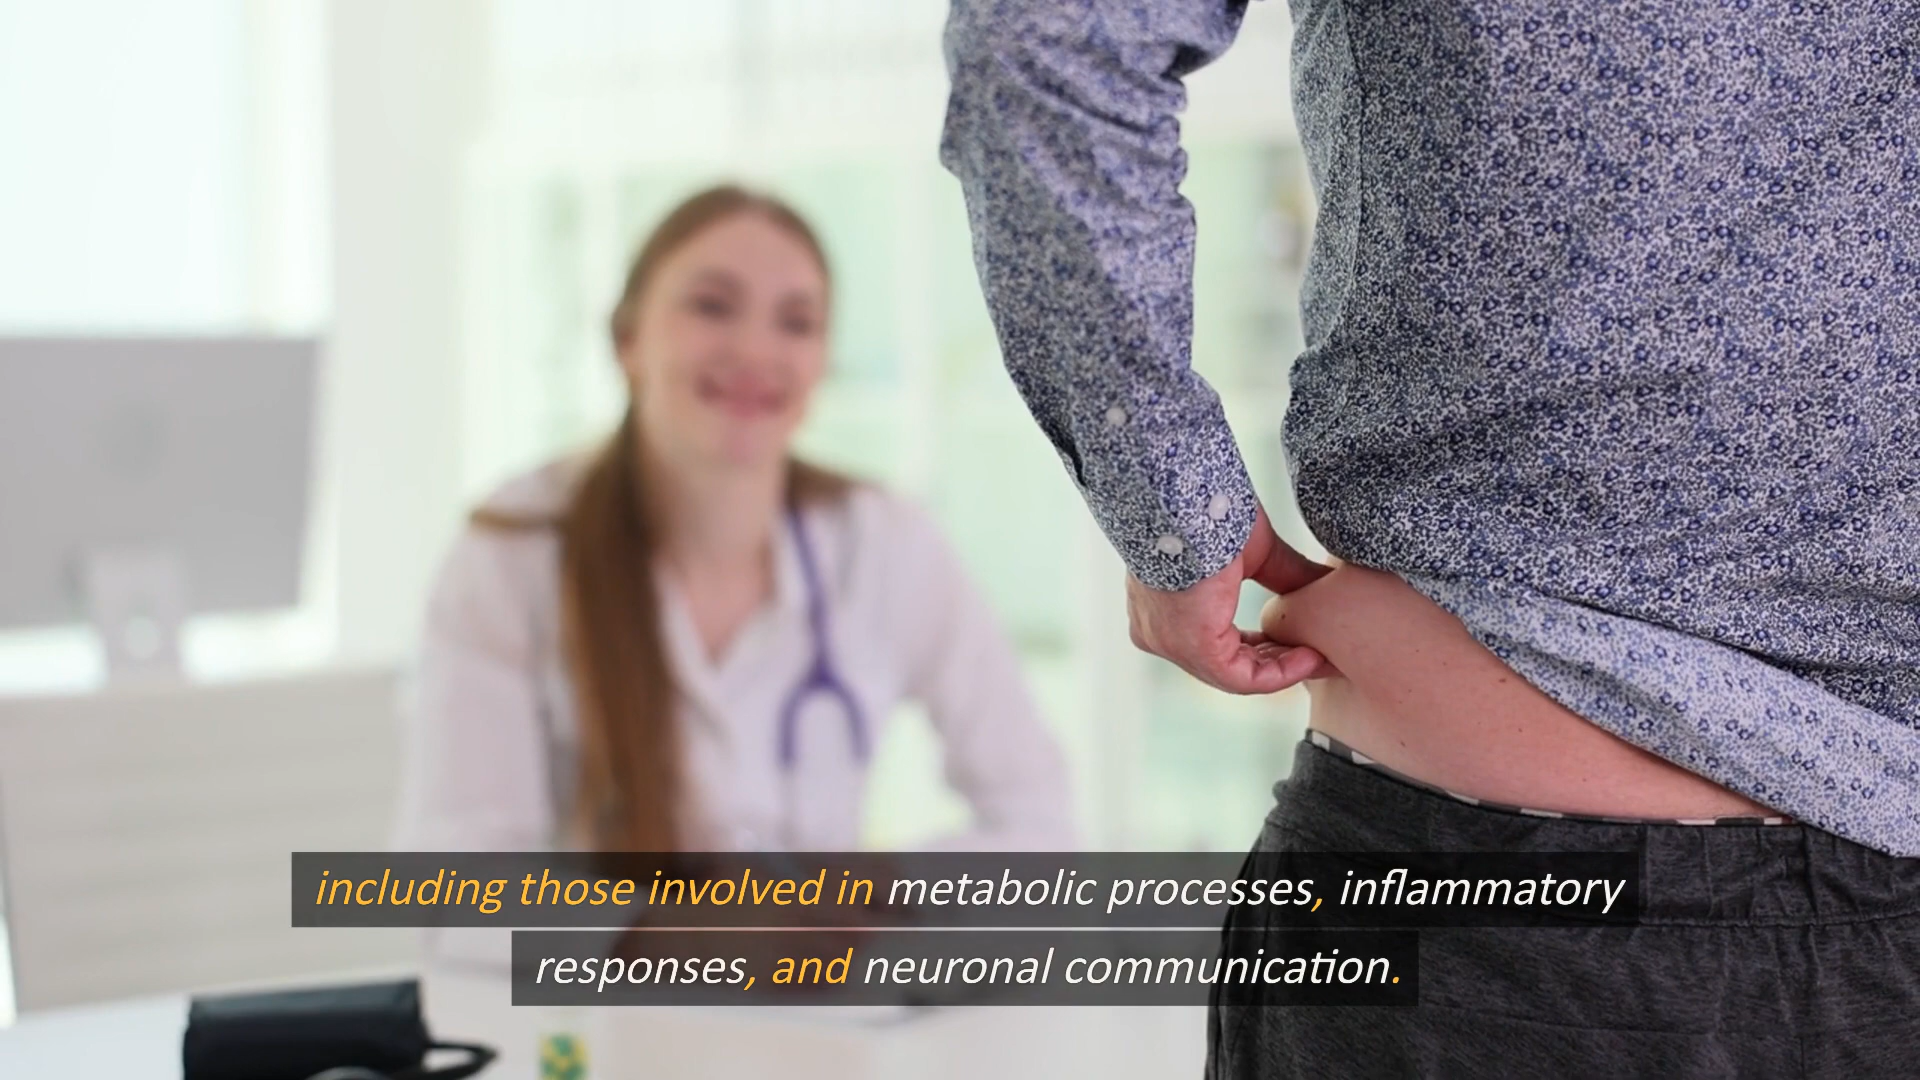 including those involved in metabolic processes, inflammatory
responses, and neuronal communication.